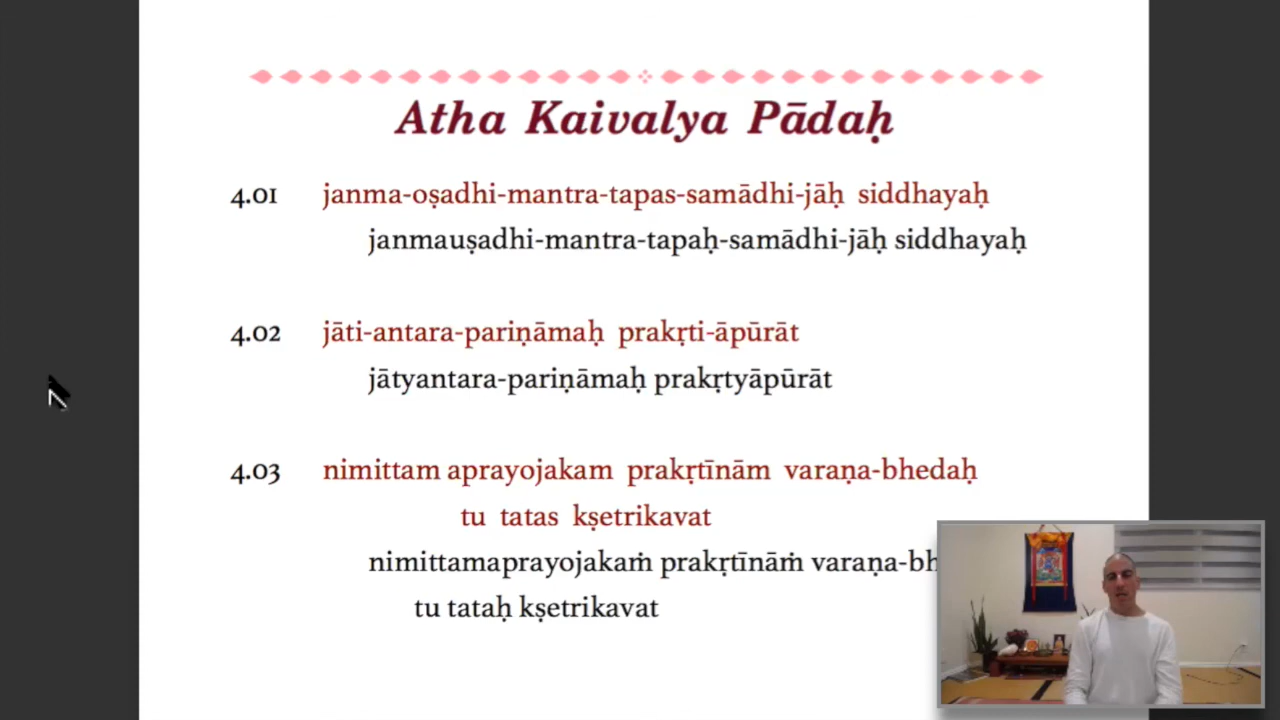 Atha Kaivalya Pādaḥ
4.01 janma-oṣadhi-mantra-tapas-samādhi-jāḥ siddhayaḥ
janmauṣadhi-mantra-tapaḥ-samādhi-jāḥ siddhayaḥ
4.02 jāti-antara-pariṇāmaḥ prakṛti-āpūrāt
jātyantara-pariṇāmaḥ prakṛtyāpūrāt
4.03 nimittam aprayojakam prakṛtīnām varaṇa-bhedaḥ
tu tatas kṣetrikavat
nimittamaprayojakaṁ prakṛtīnāṁ varaṇa-bh
tu tataḥ kṣetrikavat